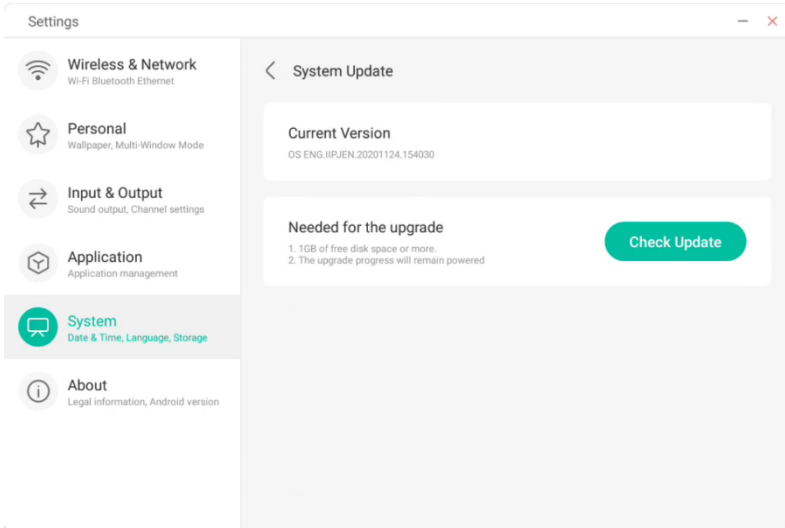 Settings
Wireless & Network
Wi-Fi Bluetooth Ethernet
Personal
Wallpaper, Multi-Window Mode
Input & Output
Sound output, Channel settings
Application
Application management
System
Date & Time, Language, Storage
About
Legal information, Android version
System Update
Current Version
OS ENG.IIPJEN.20201124.154030
Needed for the upgrade
1. 1GB of free disk space or more.
2. The upgrade progress will remain powered
Check Update